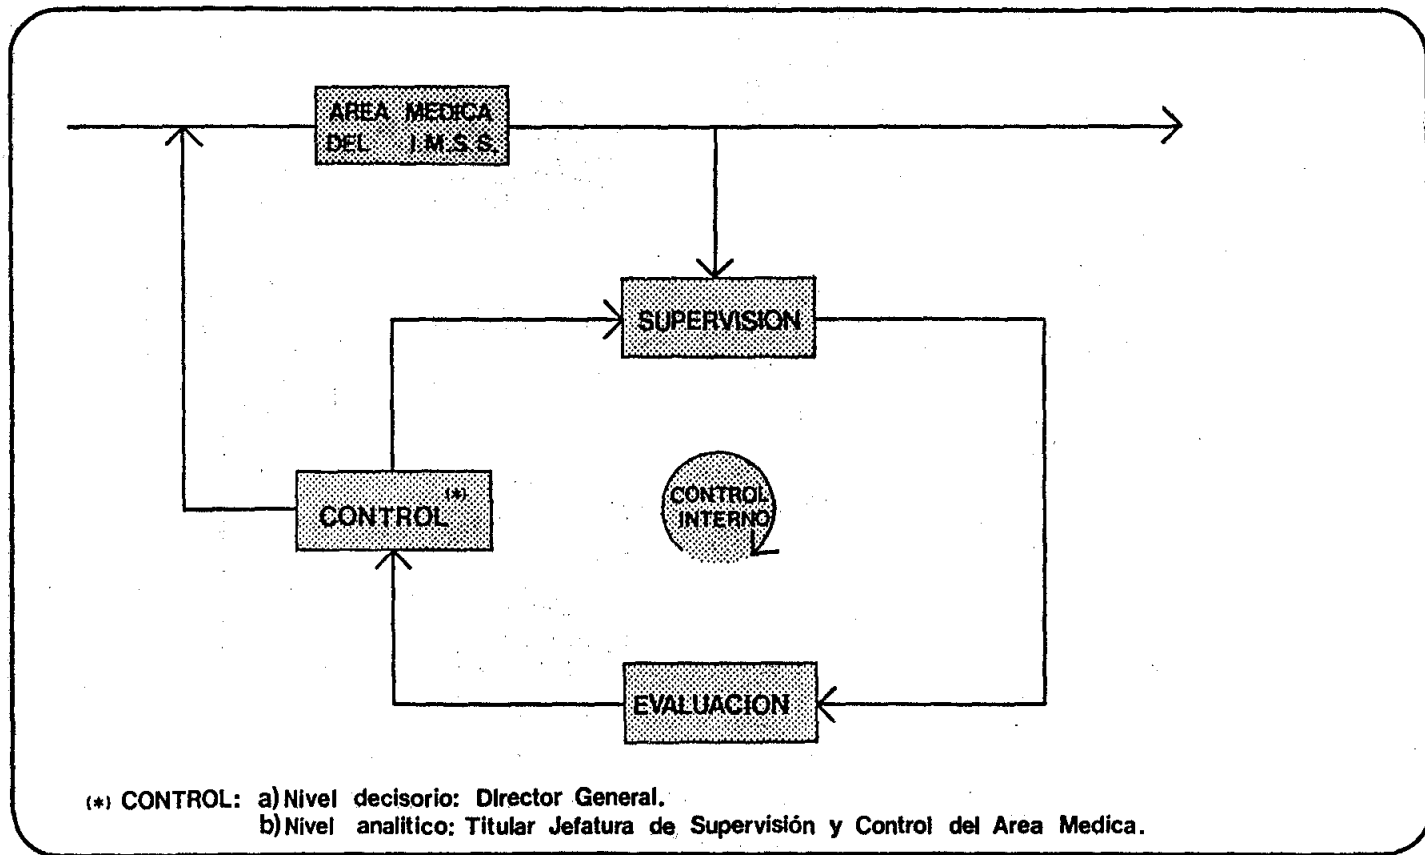 AREA MEDICA
DEL I.M.S.S.
SUPERVISION
(*)
CONTROL
CONTROL
INTERNO
EVALUACION
(*) CONTROL: a) Nivel decisorio: Director General.
b) Nivel analitico: Titular Jefatura de Supervisión y Control del Area Medica.